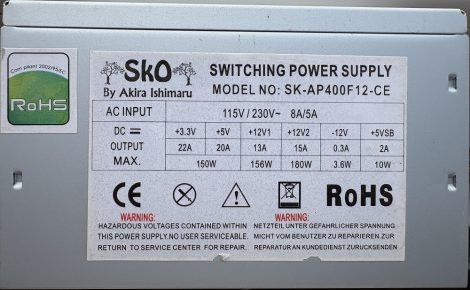 Com pliant 2002/95/EC
RoHS
SkO
By Akira Ishimaru
SWITCHING POWER SUPPLY
MODEL NO: SK-AP400F12-CE
AC INPUT 115V / 230V~ 8A/5A
DC +3.3V +5V +12V1 +12V2 -12V +5VSB
OUTPUT 22A 20A 13A 15A 0.3A 2A
MAX. 150W 156W 180W 3.6W 10W
CE RoHS
WARNING:
HAZARDOUS VOLTAGES CONTAINED WITHIN
THIS POWER SUPPLY.NO USER SERVICEABLE.
RETURN TO SERVICE CENTER FOR REPAIR.
WARNING:
NETZTEIL UNTER GEFAHRLICHER SPANNUNG
MICHT VOM BENUTZER ZU REPARIEREN.ZUR
REPARATUR AN KUNDEDIENST ZURUCKSENDEN